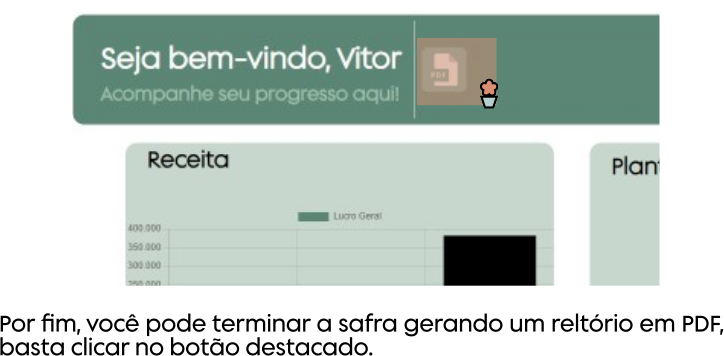 Seja bem-vindo, Vitor
PDF
Acompanhe seu progresso aqui!
Receita
Plan
Lucro Geral
400.000
350.000
300.000
250.000
Por fim, você pode terminar a safra gerando um reltório em PDF,
basta clicar no botão destacado.